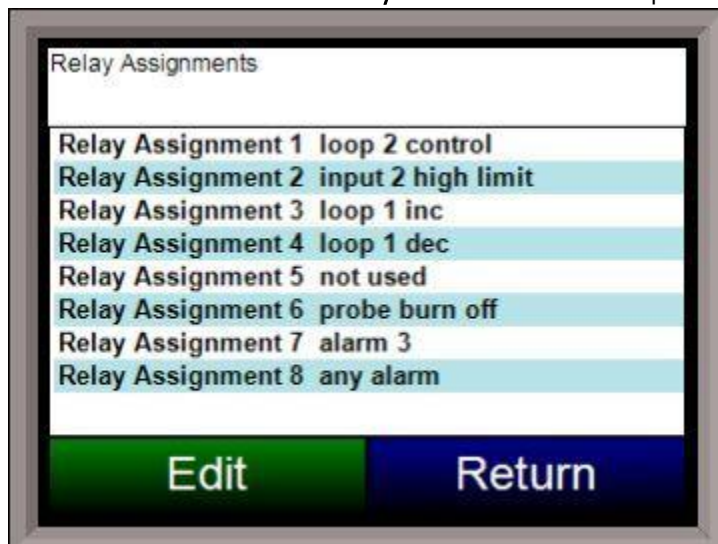 Relay Assignments
Relay Assignment 1 loop 2 control
Relay Assignment 2 input 2 high limit
Relay Assignment 3 loop 1 inc
Relay Assignment 4 loop 1 dec
Relay Assignment 5 not used
Relay Assignment 6 probe burn off
Relay Assignment 7 alarm 3
Relay Assignment 8 any alarm
Edit Return